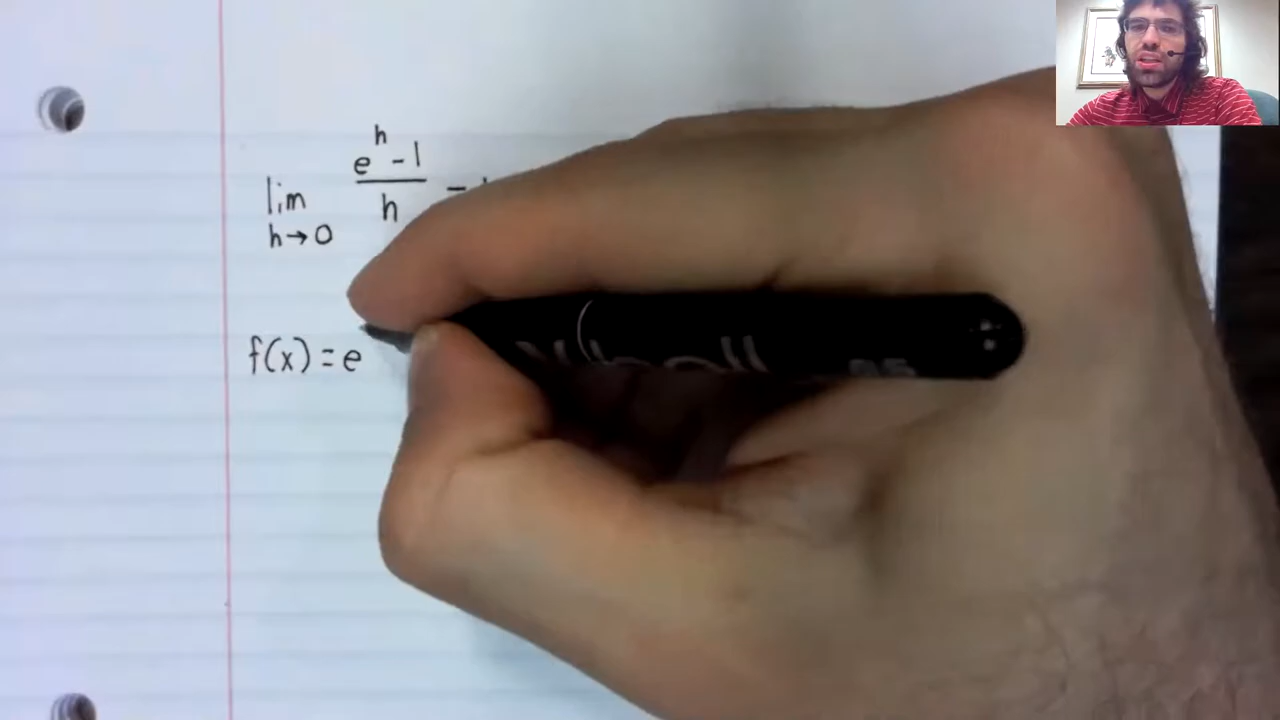 lim h→0 e^h -1 / h =
f(x) = e